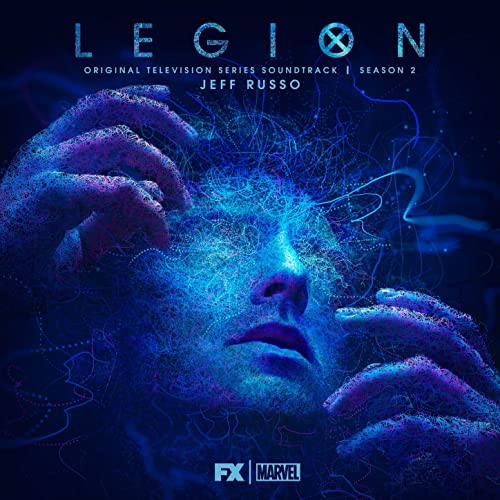 LEGION
ORIGINAL TELEVISION SERIES SOUNDTRACK | SEASON 2
JEFF RUSSO
FX | MARVEL